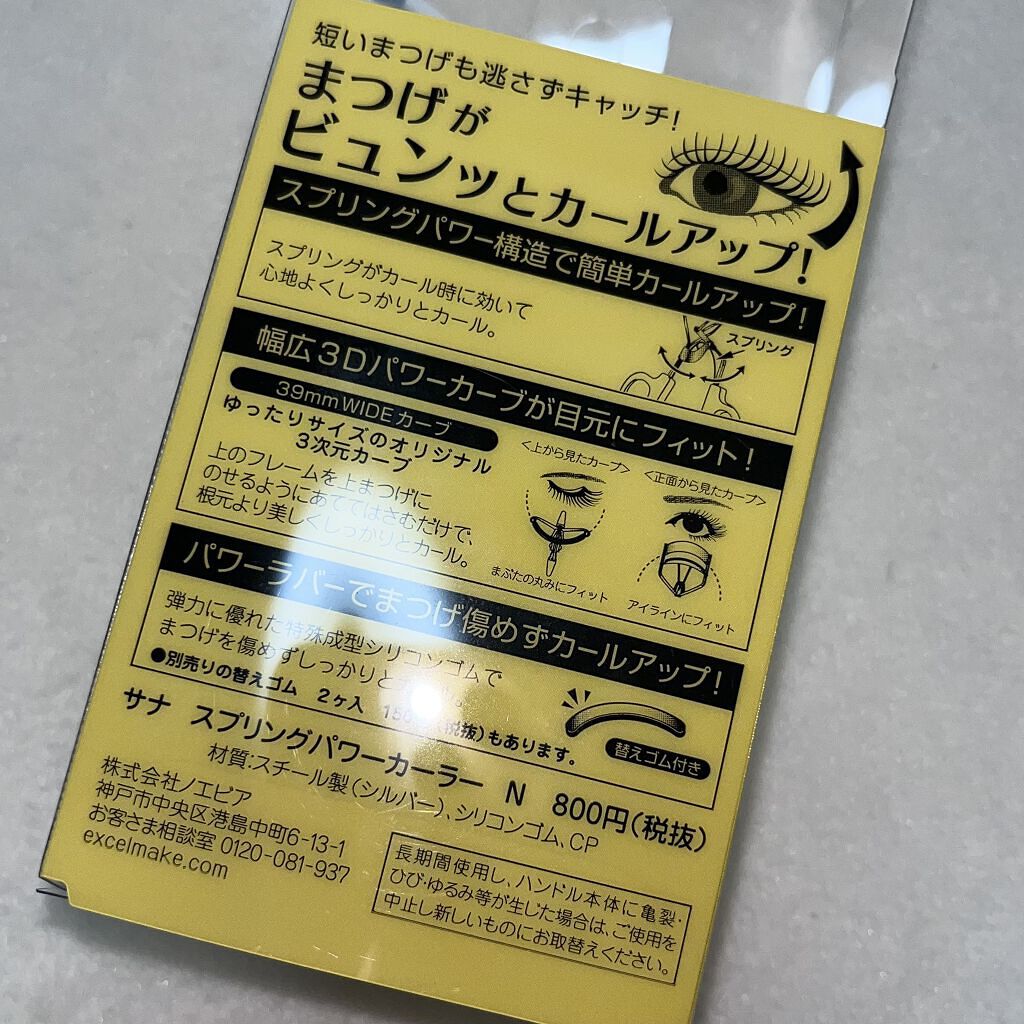 短いまつげも逃さずキャッチ!
まつげが
ビュンッとカールアップ!
スプリングパワー構造で簡単カールアップ!
スプリングがカール時に効いて
心地よくしっかりとカール。
スプリング
幅広3Dパワーカーブが目元にフィット!
39mm WIDEカーブ
ゆったりサイズのオリジナル
3次元カーブ
上のフレームを上まつげに
のせるようにあててはさむだけで、
根元より美しくしっかりとカール。
<上から見たカーブ>
まぶたの丸みにフィット
<正面から見たカーブ>
アイラインにフィット
パワーラバーでまつげ傷めずカールアップ!
弾力に優れた特殊成型シリコンゴムで
まつげを傷めずしっかりと
●別売りの替えゴム 2ヶ入 (税抜)もあります。
替えゴム付き
サナ スプリングパワーカーラー N 800円(税抜)
材質:スチール製(シルバー)、シリコンゴム、CP
株式会社ノエビア
神戸市中央区港島中町6-13-1
お客さま相談室 0120-081-937
excelmake.com
長期間使用し、ハンドル本体に亀裂・
ひび・ゆるみ等が生じた場合は、ご使用を
中止し新しいものにお取替えください。